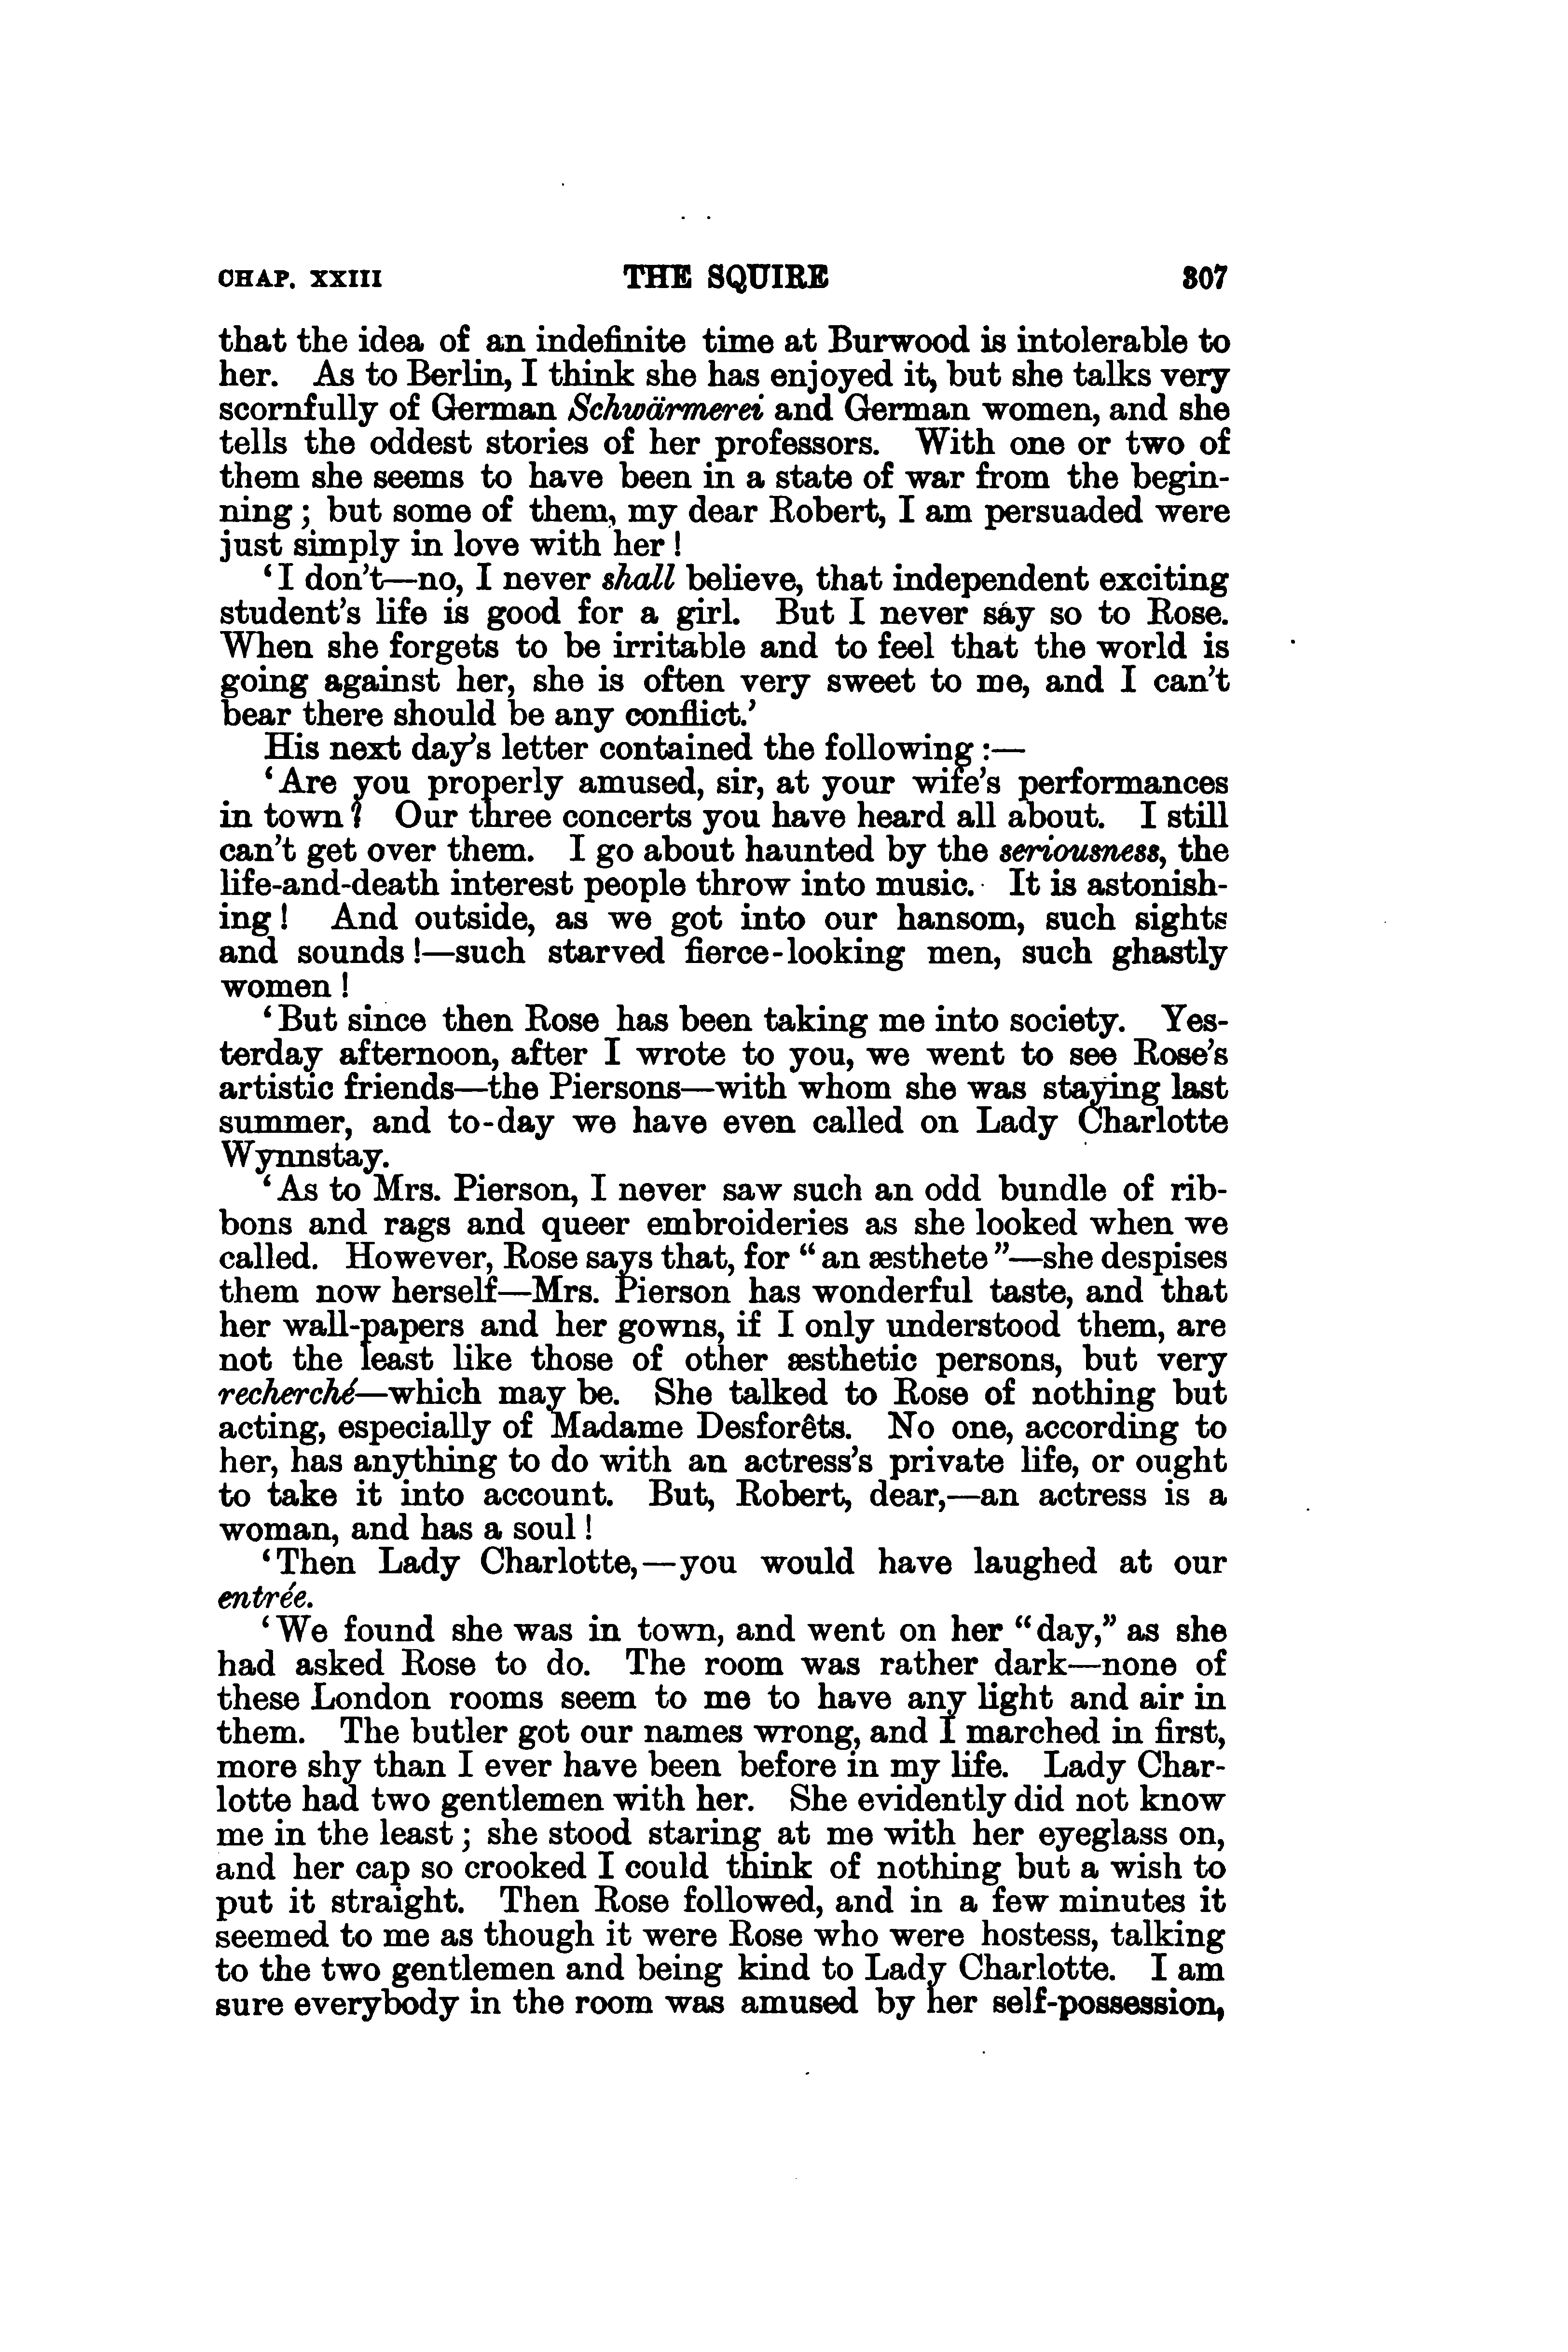 CHAP. XXIII THE SQUIRE 307
that the idea of an indefinite time at Burwood is intolerable to
her. As to Berlin, I think she has enjoyed it, but she talks very
scornfully of German Schwärmerei and German women, and she
tells the oddest stories of her professors. With one or two of
them she seems to have been in a state of war from the begin-
ning; but some of them, my dear Robert, I am persuaded were
just simply in love with her!
‘I don’t—no, I never shall believe, that independent exciting
student’s life is good for a girl. But I never say so to Rose.
When she forgets to be irritable and to feel that the world is
going against her, she is often very sweet to me, and I can’t
bear there should be any conflict.’
His next day’s letter contained the following:—
‘Are you properly amused, sir, at your wife’s performances
in town? Our three concerts you have heard all about. I still
can’t get over them. I go about haunted by the seriousness, the
life-and-death interest people throw into music. It is astonish-
ing! And outside, as we got into our hansom, such sights
and sounds!—such starved fierce-looking men, such ghastly
women!
‘But since then Rose has been taking me into society. Yes-
terday afternoon, after I wrote to you, we went to see Rose’s
artistic friends—the Piersons—with whom she was staying last
summer, and to-day we have even called on Lady Charlotte
Wynnstay.
‘As to Mrs. Pierson, I never saw such an odd bundle of rib-
bons and rags and queer embroideries as she looked when we
called. However, Rose says that, for “an æsthete”—she despises
them now herself—Mrs. Pierson has wonderful taste, and that
her wall-papers and her gowns, if I only understood them, are
not the least like those of other æsthetic persons, but very
recherché—which may be. She talked to Rose of nothing but
acting, especially of Madame Desforêts. No one, according to
her, has anything to do with an actress’s private life, or ought
to take it into account. But, Robert, dear,—an actress is a
woman, and has a soul!
‘Then Lady Charlotte,—you would have laughed at our
entrée.
‘We found she was in town, and went on her “day,” as she
had asked Rose to do. The room was rather dark—none of
these London rooms seem to me to have any light and air in
them. The butler got our names wrong, and I marched in first,
more shy than I ever have been before in my life. Lady Char-
lotte had two gentlemen with her. She evidently did not know
me in the least; she stood staring at me with her eyeglass on,
and her cap so crooked I could think of nothing but a wish to
put it straight. Then Rose followed, and in a few minutes it
seemed to me as though it were Rose who were hostess, talking
to the two gentlemen and being kind to Lady Charlotte. I am
sure everybody in the room was amused by her self-possession,